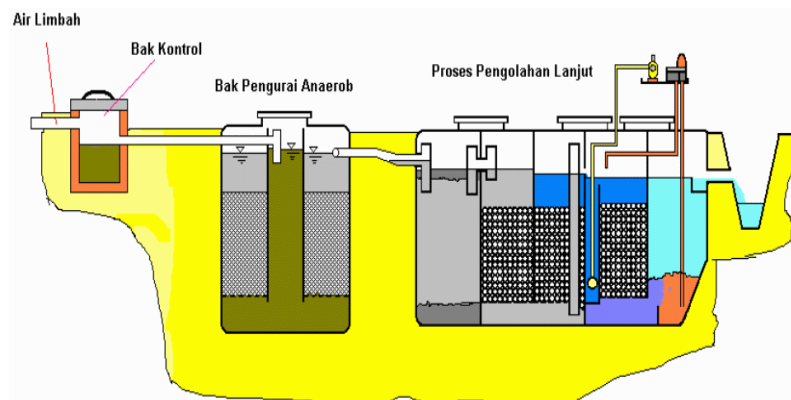 Air Limbah
Bak Kontrol
Bak Pengurai Anaerob
Proses Pengolahan Lanjut